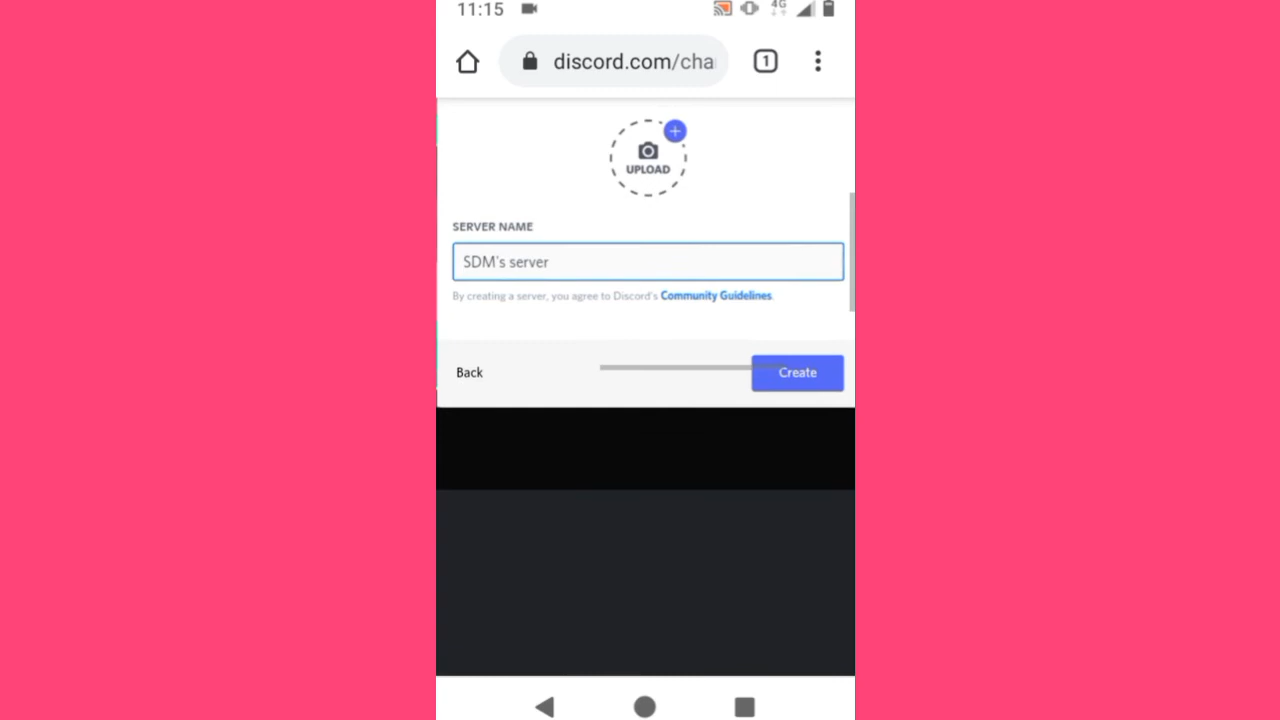 11:15
4G
discord.com/cha
1
UPLOAD
SERVER NAME
SDM's server
By creating a server, you agree to Discord's Community Guidelines.
Back
Create